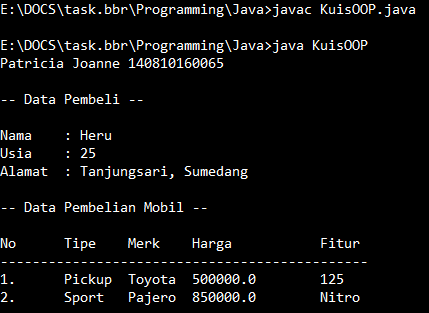 E:\DOCS\task.bbr\Programming\Java>javac KuisOOP.java
E:\DOCS\task.bbr\Programming\Java>java KuisOOP
Patricia Joanne 140810160065
-- Data Pembeli --
Nama    : Heru
Usia    : 25
Alamat  : Tanjungsari, Sumedang
-- Data Pembelian Mobil --
No      Tipe    Merk    Harga           Fitur
----------------------------------------------
1.      Pickup  Toyota  500000.0        125
2.      Sport   Pajero  850000.0        Nitro